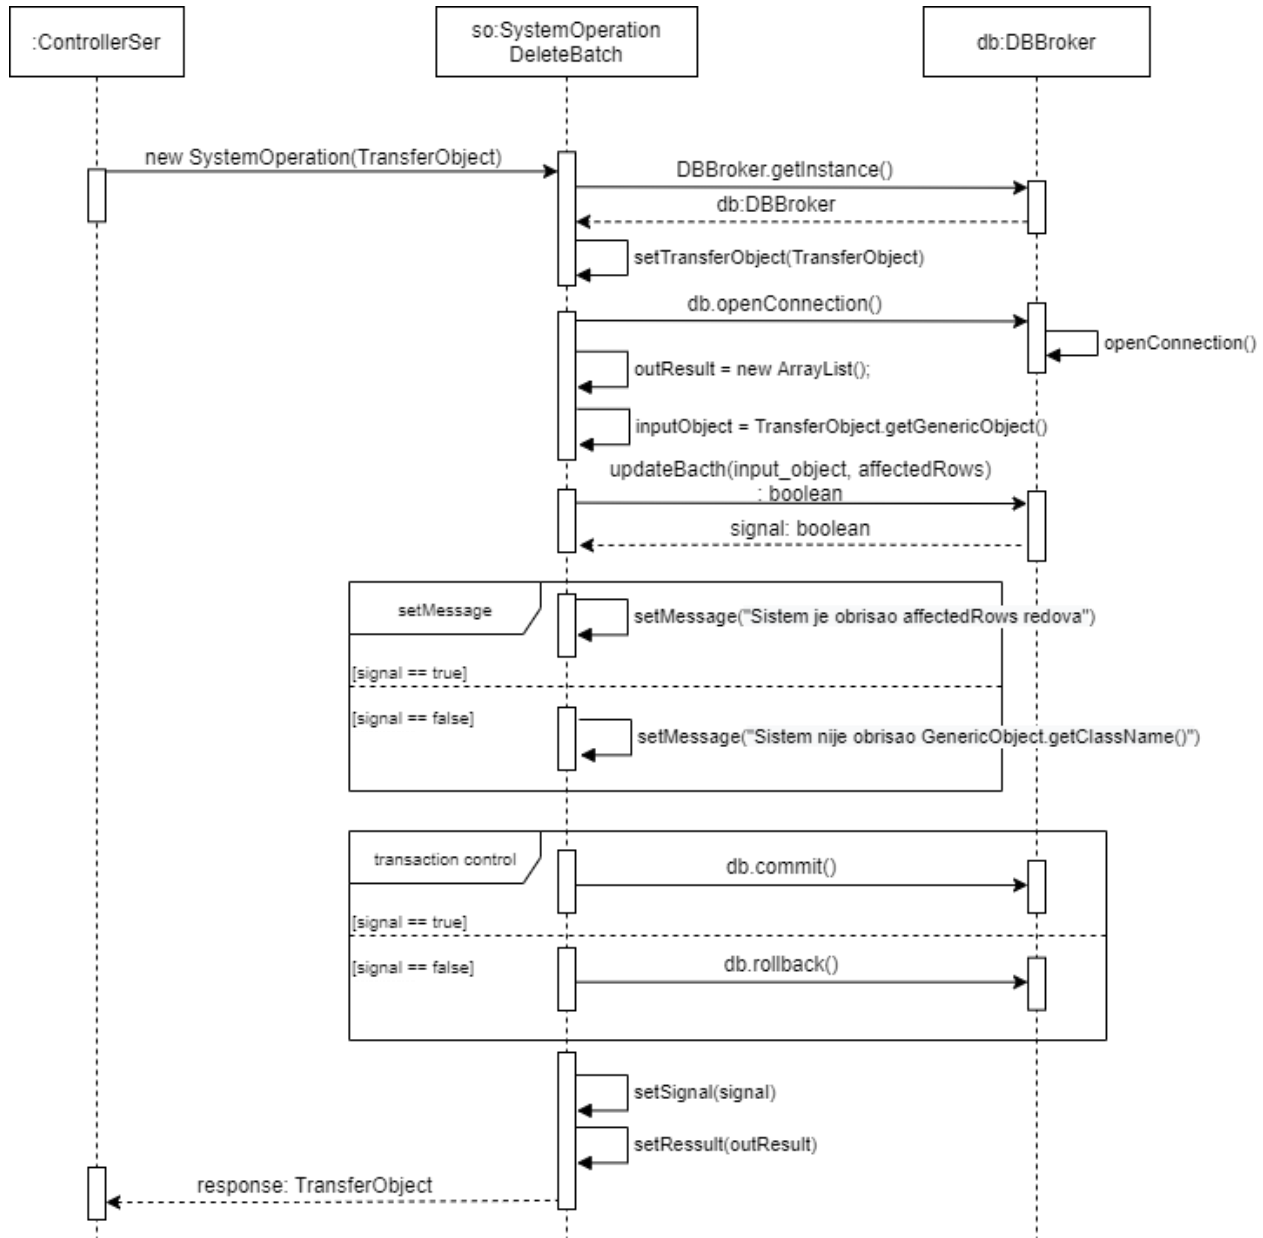 :ControllerSer
so:SystemOperation
DeleteBatch
db:DBBroker
new SystemOperation(TransferObject)
DBBroker.getInstance()
db:DBBroker
setTransferObject(TransferObject)
db.openConnection()
openConnection()
outResult = new ArrayList();
inputObject = TransferObject.getGenericObject()
updateBacth(input_object, affectedRows)
: boolean
signal: boolean
setMessage
setMessage("Sistem je obrisao affectedRows redova")
[signal == true]
[signal == false]
setMessage("Sistem nije obrisao GenericObject.getClassName()")
transaction control
db.commit()
[signal == true]
[signal == false]
db.rollback()
setSignal(signal)
setRessult(outResult)
response: TransferObject